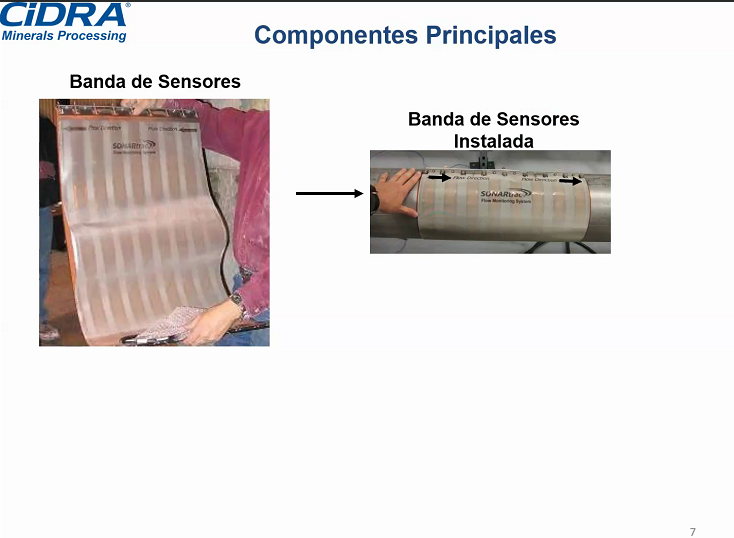 CiDRA®
Minerals Processing
Componentes Principales
Banda de Sensores
Flow Direction
Flow Direction
SONARtrac
Flow Monitoring System
Banda de Sensores
Instalada
Flow Direction
Flow Direction
SONARtrac
Flow Monitoring System
7